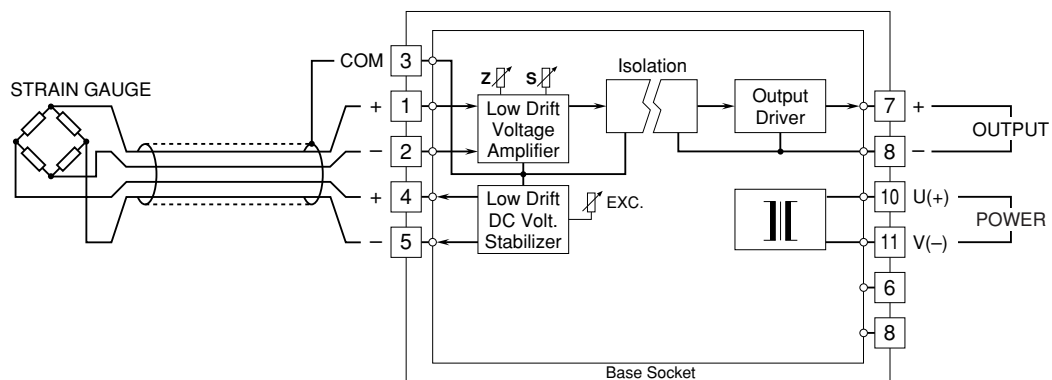 STRAIN GAUGE
COM 3
+ 1
– 2
+ 4
– 5
Z
S
Low Drift
Voltage
Amplifier
Low Drift
DC Volt.
Stabilizer
EXC.
Isolation
Output
Driver
7 +
8 –
OUTPUT
10 U(+)
11 V(–)
POWER
6
8
Base Socket